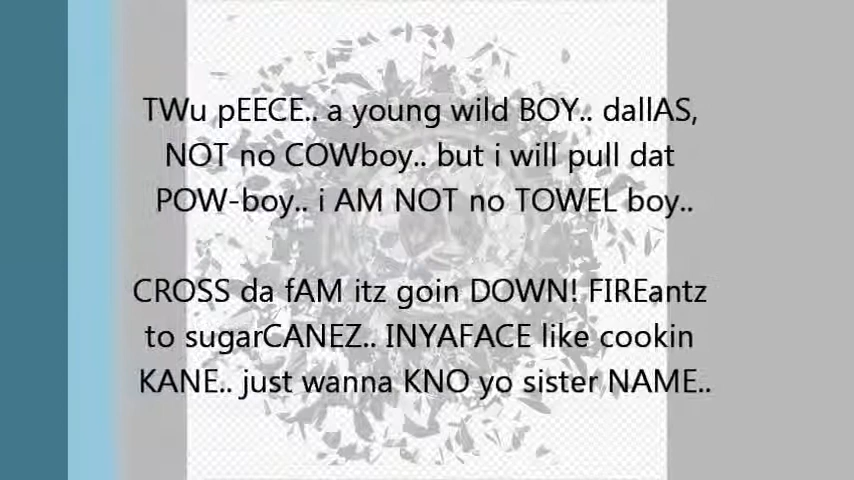 TWu pEECE.. a young wild BOY.. dallAS,
NOT no COWboy.. but i will pull dat
POW-boy.. i AM NOT no TOWEL boy..
CROSS da fAM itz goin DOWN! FIREantz
to sugarCANEZ.. INYAFACE like cookin
KANE.. just wanna KNO yo sister NAME..